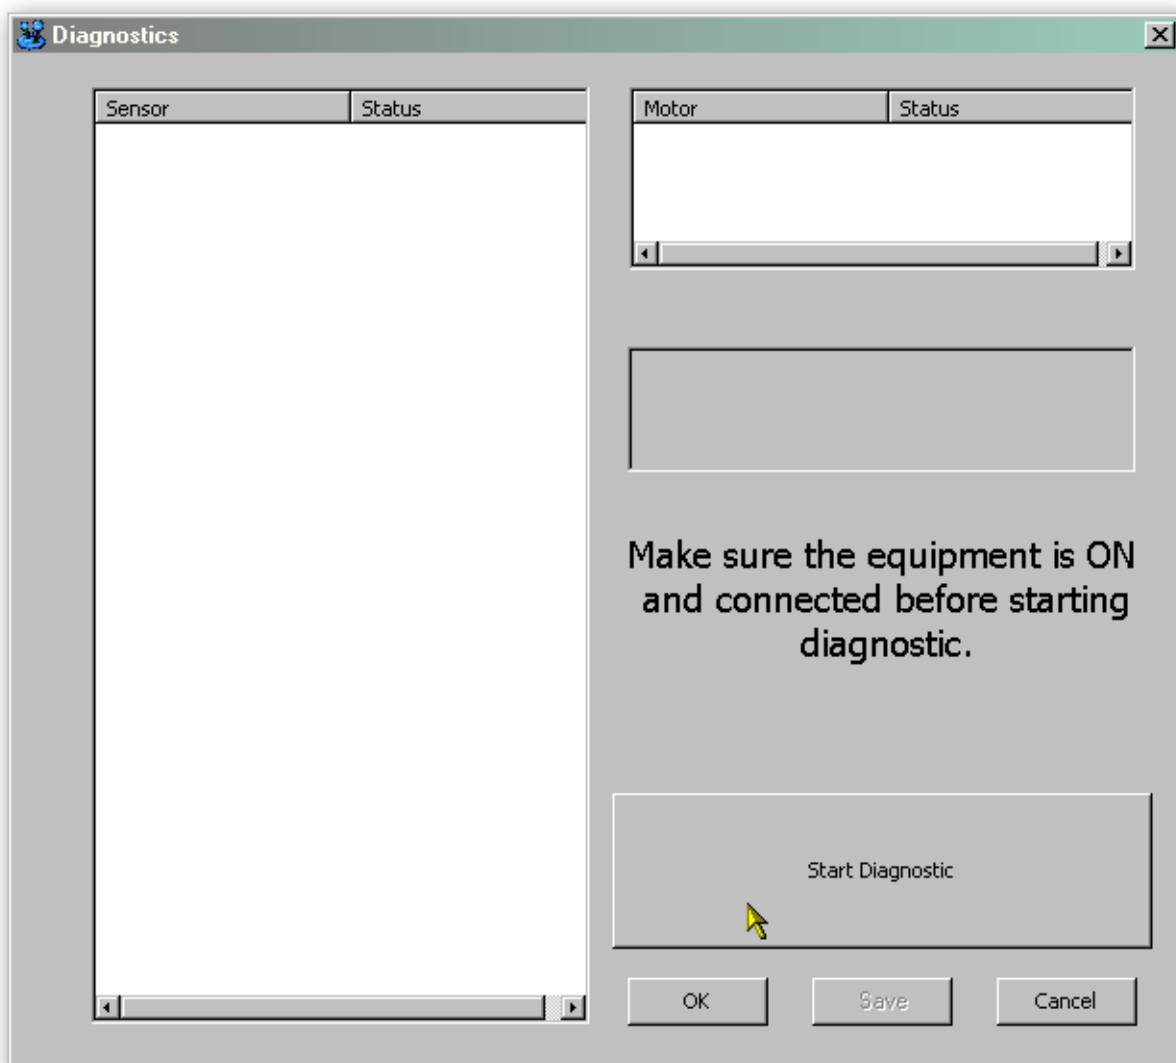 Diagnostics
Sensor Status
Motor Status
Make sure the equipment is ON
and connected before starting
diagnostic.
Start Diagnostic
OK Save Cancel